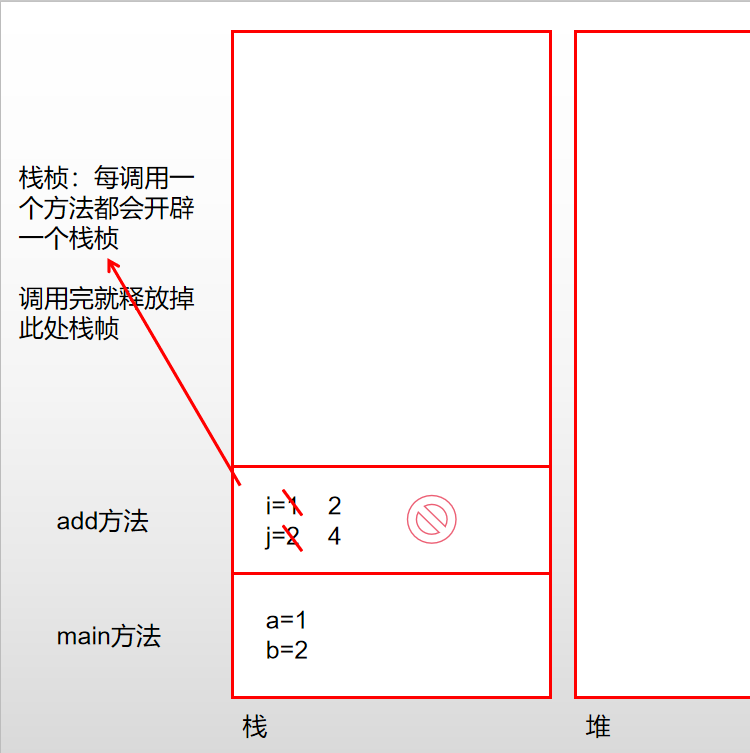 栈桢：每调用一
个方法都会开辟
一个栈桢
调用完就释放掉
此处栈帧
add方法
i=1 2
j=2 4
main方法
a=1
b=2
栈
堆